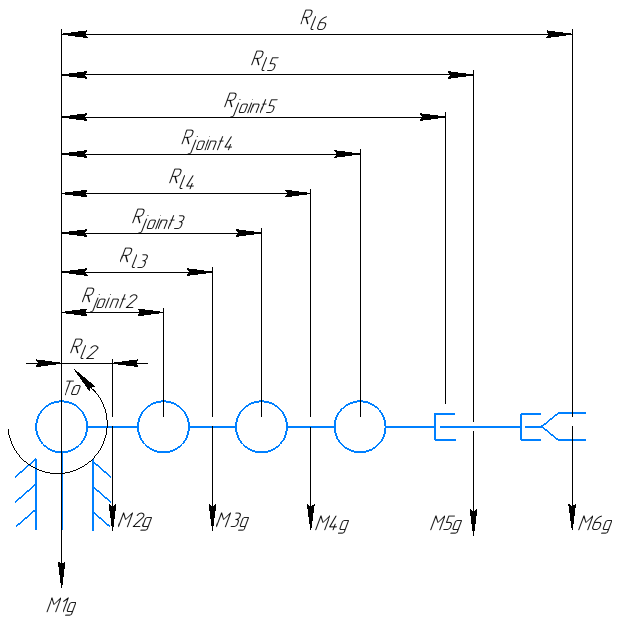 Rl6
Rl5
Rjoint5
Rjoint4
Rl4
Rjoint3
Rl3
Rjoint2
Rl2
To
M2g M3g M4g M5g M6g
M1g